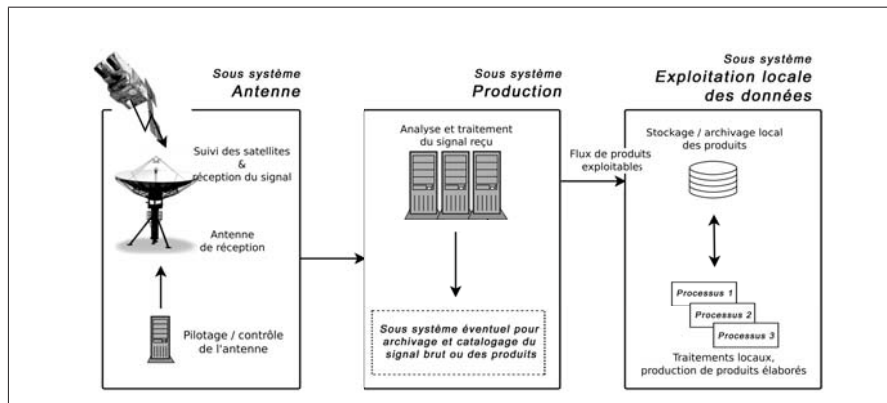 Sous système
Antenne
Suivi des satellites
&
réception du signal
Antenne
de réception
Pilotage / contrôle
de l'antenne
Sous système
Production
Analyse et traitement
du signal reçu
Sous système éventuel pour
archivage et catalogage du
signal brut ou des produits
Flux de produits
exploitables
Sous système
Exploitation locale
des données
Stockage / archivage local
des produits
Processus 1
Processus 2
Processus 3
Traitements locaux,
production de produits élaborés